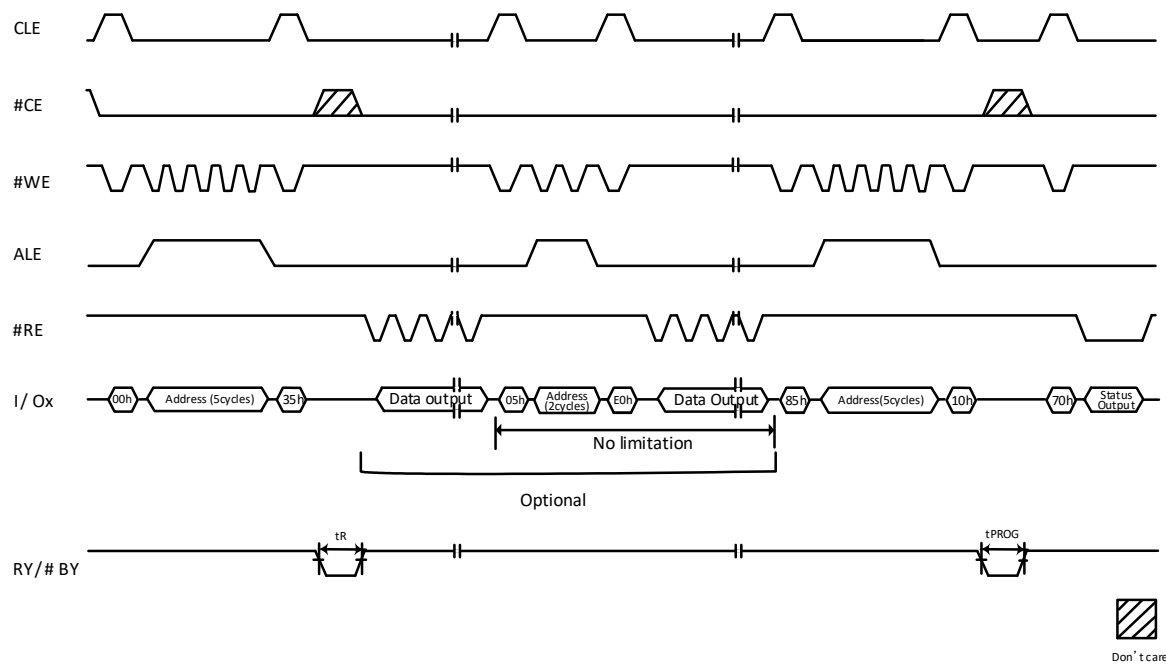 CLE
#CE
#WE
ALE
#RE
I/Ox
00h
Address (5cycles)
35h
Data output
05h
Address
(2cycles)
E0h
Data Output
85h
Address(5cycles)
10h
70h
Status
Output
No limitation
Optional
RY/# BY
tR
tPROG
Don't care